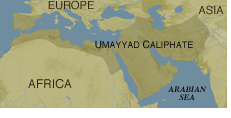 EUROPE
ASIA
UMAYYAD CALIPHATE
AFRICA
ARABIAN
SEA